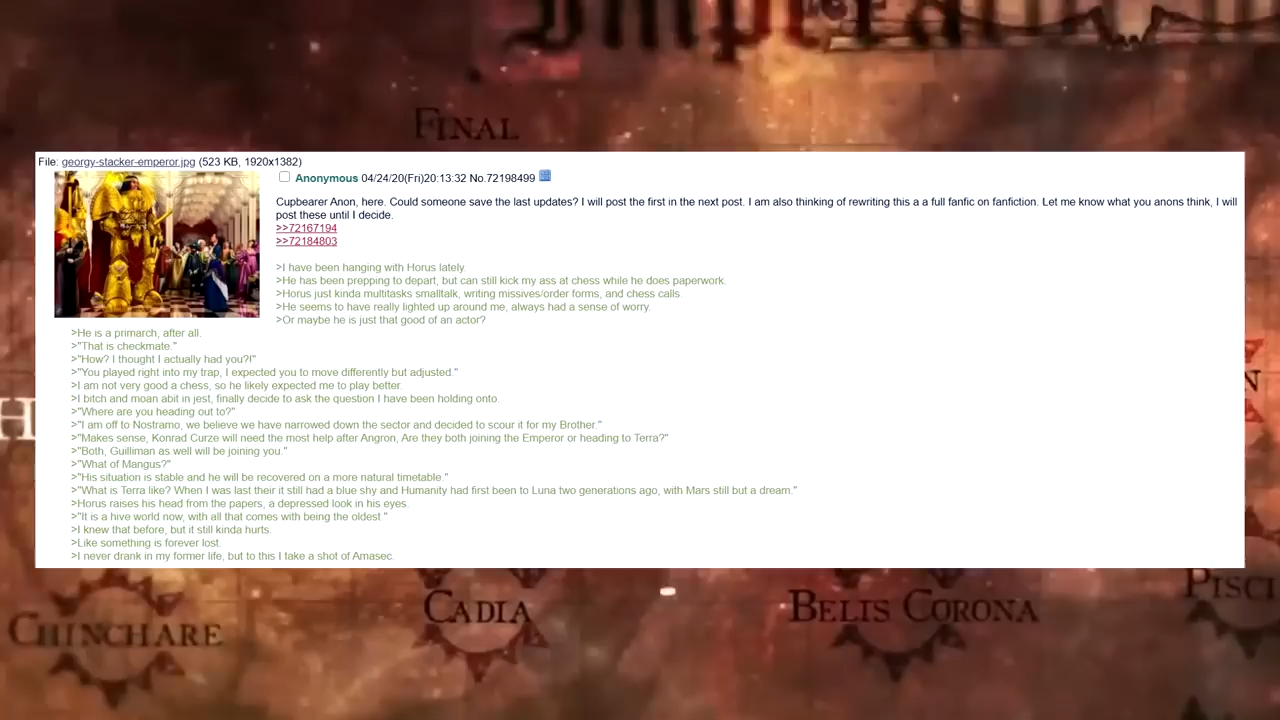 FINAL
File: georgy-stacker-emperor.jpg (523 KB, 1920x1382)
Anonymous 04/24/20(Fri)20:13:32 No.72198499
Cupbearer Anon, here. Could someone save the last updates? I will post the first in the next post. I am also thinking of rewriting this a a full fanfic on fanfiction. Let me know what you anons think, I will
post these until I decide.
>>72167194
>>72184803
>I have been hanging with Horus lately.
>He has been prepping to depart, but can still kick my ass at chess while he does paperwork.
>Horus just kinda multitasks smalltalk, writing missives/order forms, and chess calls.
>He seems to have really lighted up around me, always had a sense of worry.
>Or maybe he is just that good of an actor?
>He is a primarch, after all.
>"That is checkmate."
>"How? I thought I actually had you?!"
>"You played right into my trap, I expected you to move differently but adjusted."
>I am not very good a chess, so he likely expected me to play better.
>I bitch and moan abit in jest, finally decide to ask the question I have been holding onto.
>"Where are you heading out to?"
>"I am off to Nostramo, we believe we have narrowed down the sector and decided to scour it for my Brother."
>"Makes sense, Konrad Curze will need the most help after Angron, Are they both joining the Emperor or heading to Terra?"
>"Both, Guilliman as well will be joining you."
>"What of Mangus?"
>"His situation is stable and he will be recovered on a more natural timetable."
>"What is Terra like? When I was last their it still had a blue shy and Humanity had first been to Luna two generations ago, with Mars still but a dream."
>Horus raises his head from the papers, a depressed look in his eyes.
>"It is a hive world now, with all that comes with being the oldest "
>I knew that before, but it still kinda hurts.
>Like something is forever lost.
>I never drank in my former life, but to this I take a shot of Amasec.
CHINCHARE
CADIA
BELIS CORONA
PISCI